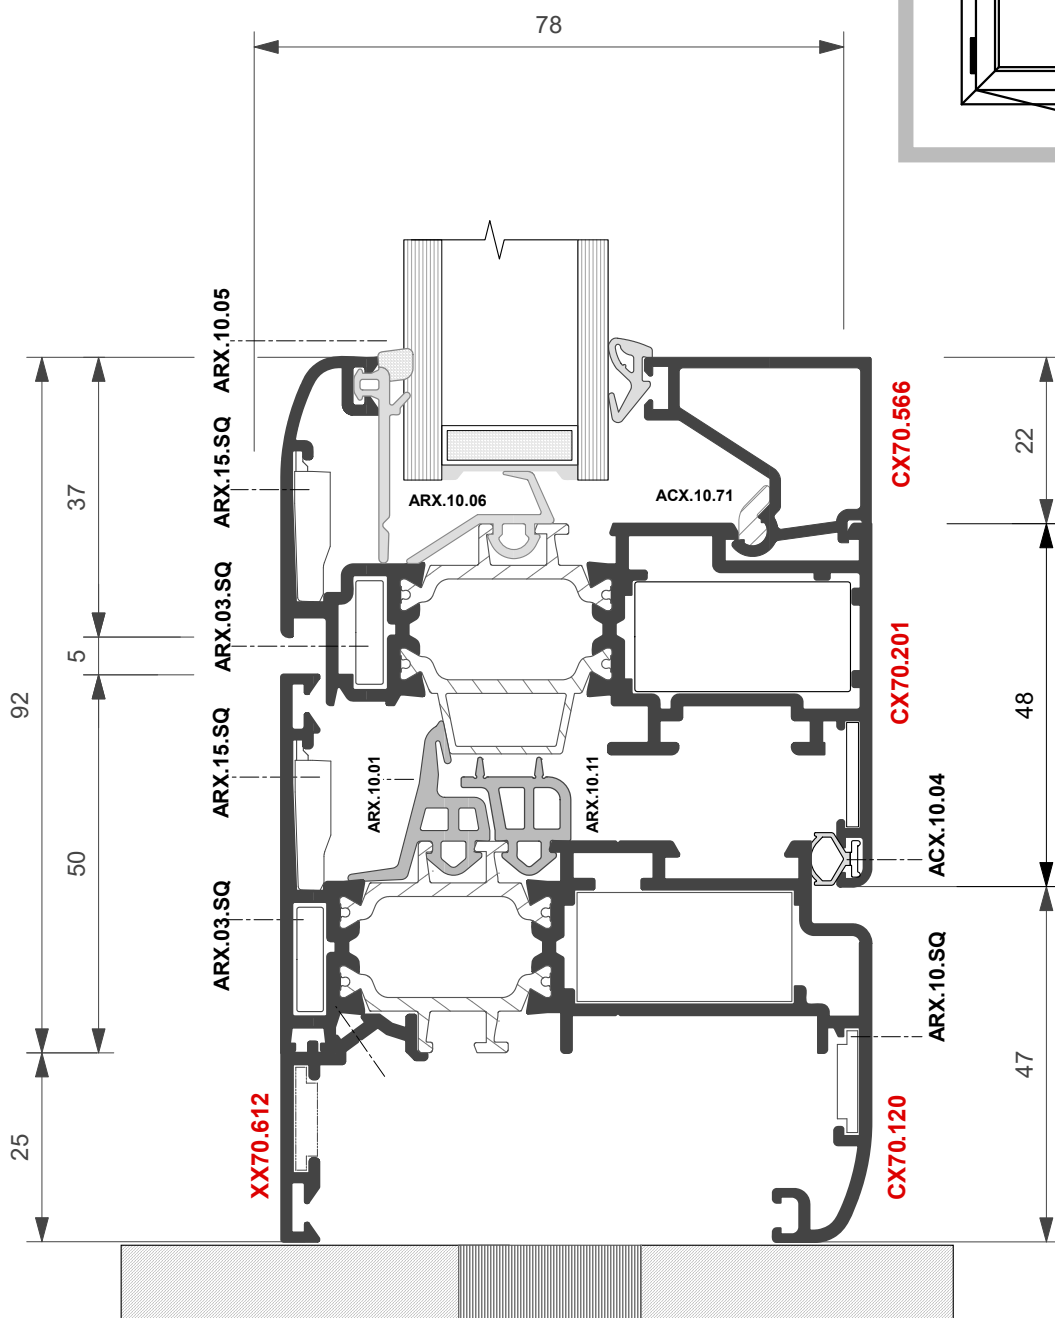 78
ARX.10.05
ARX.15.SQ
ARX.03.SQ
ARX.15.SQ
ARX.03.SQ
ARX.10.06
ACX.10.71
ARX.10.01
ARX.10.11
CX70.566
CX70.201
ACX.10.04
ARX.10.SQ
CX70.120
XX70.612
37
5
92
50
25
22
48
47